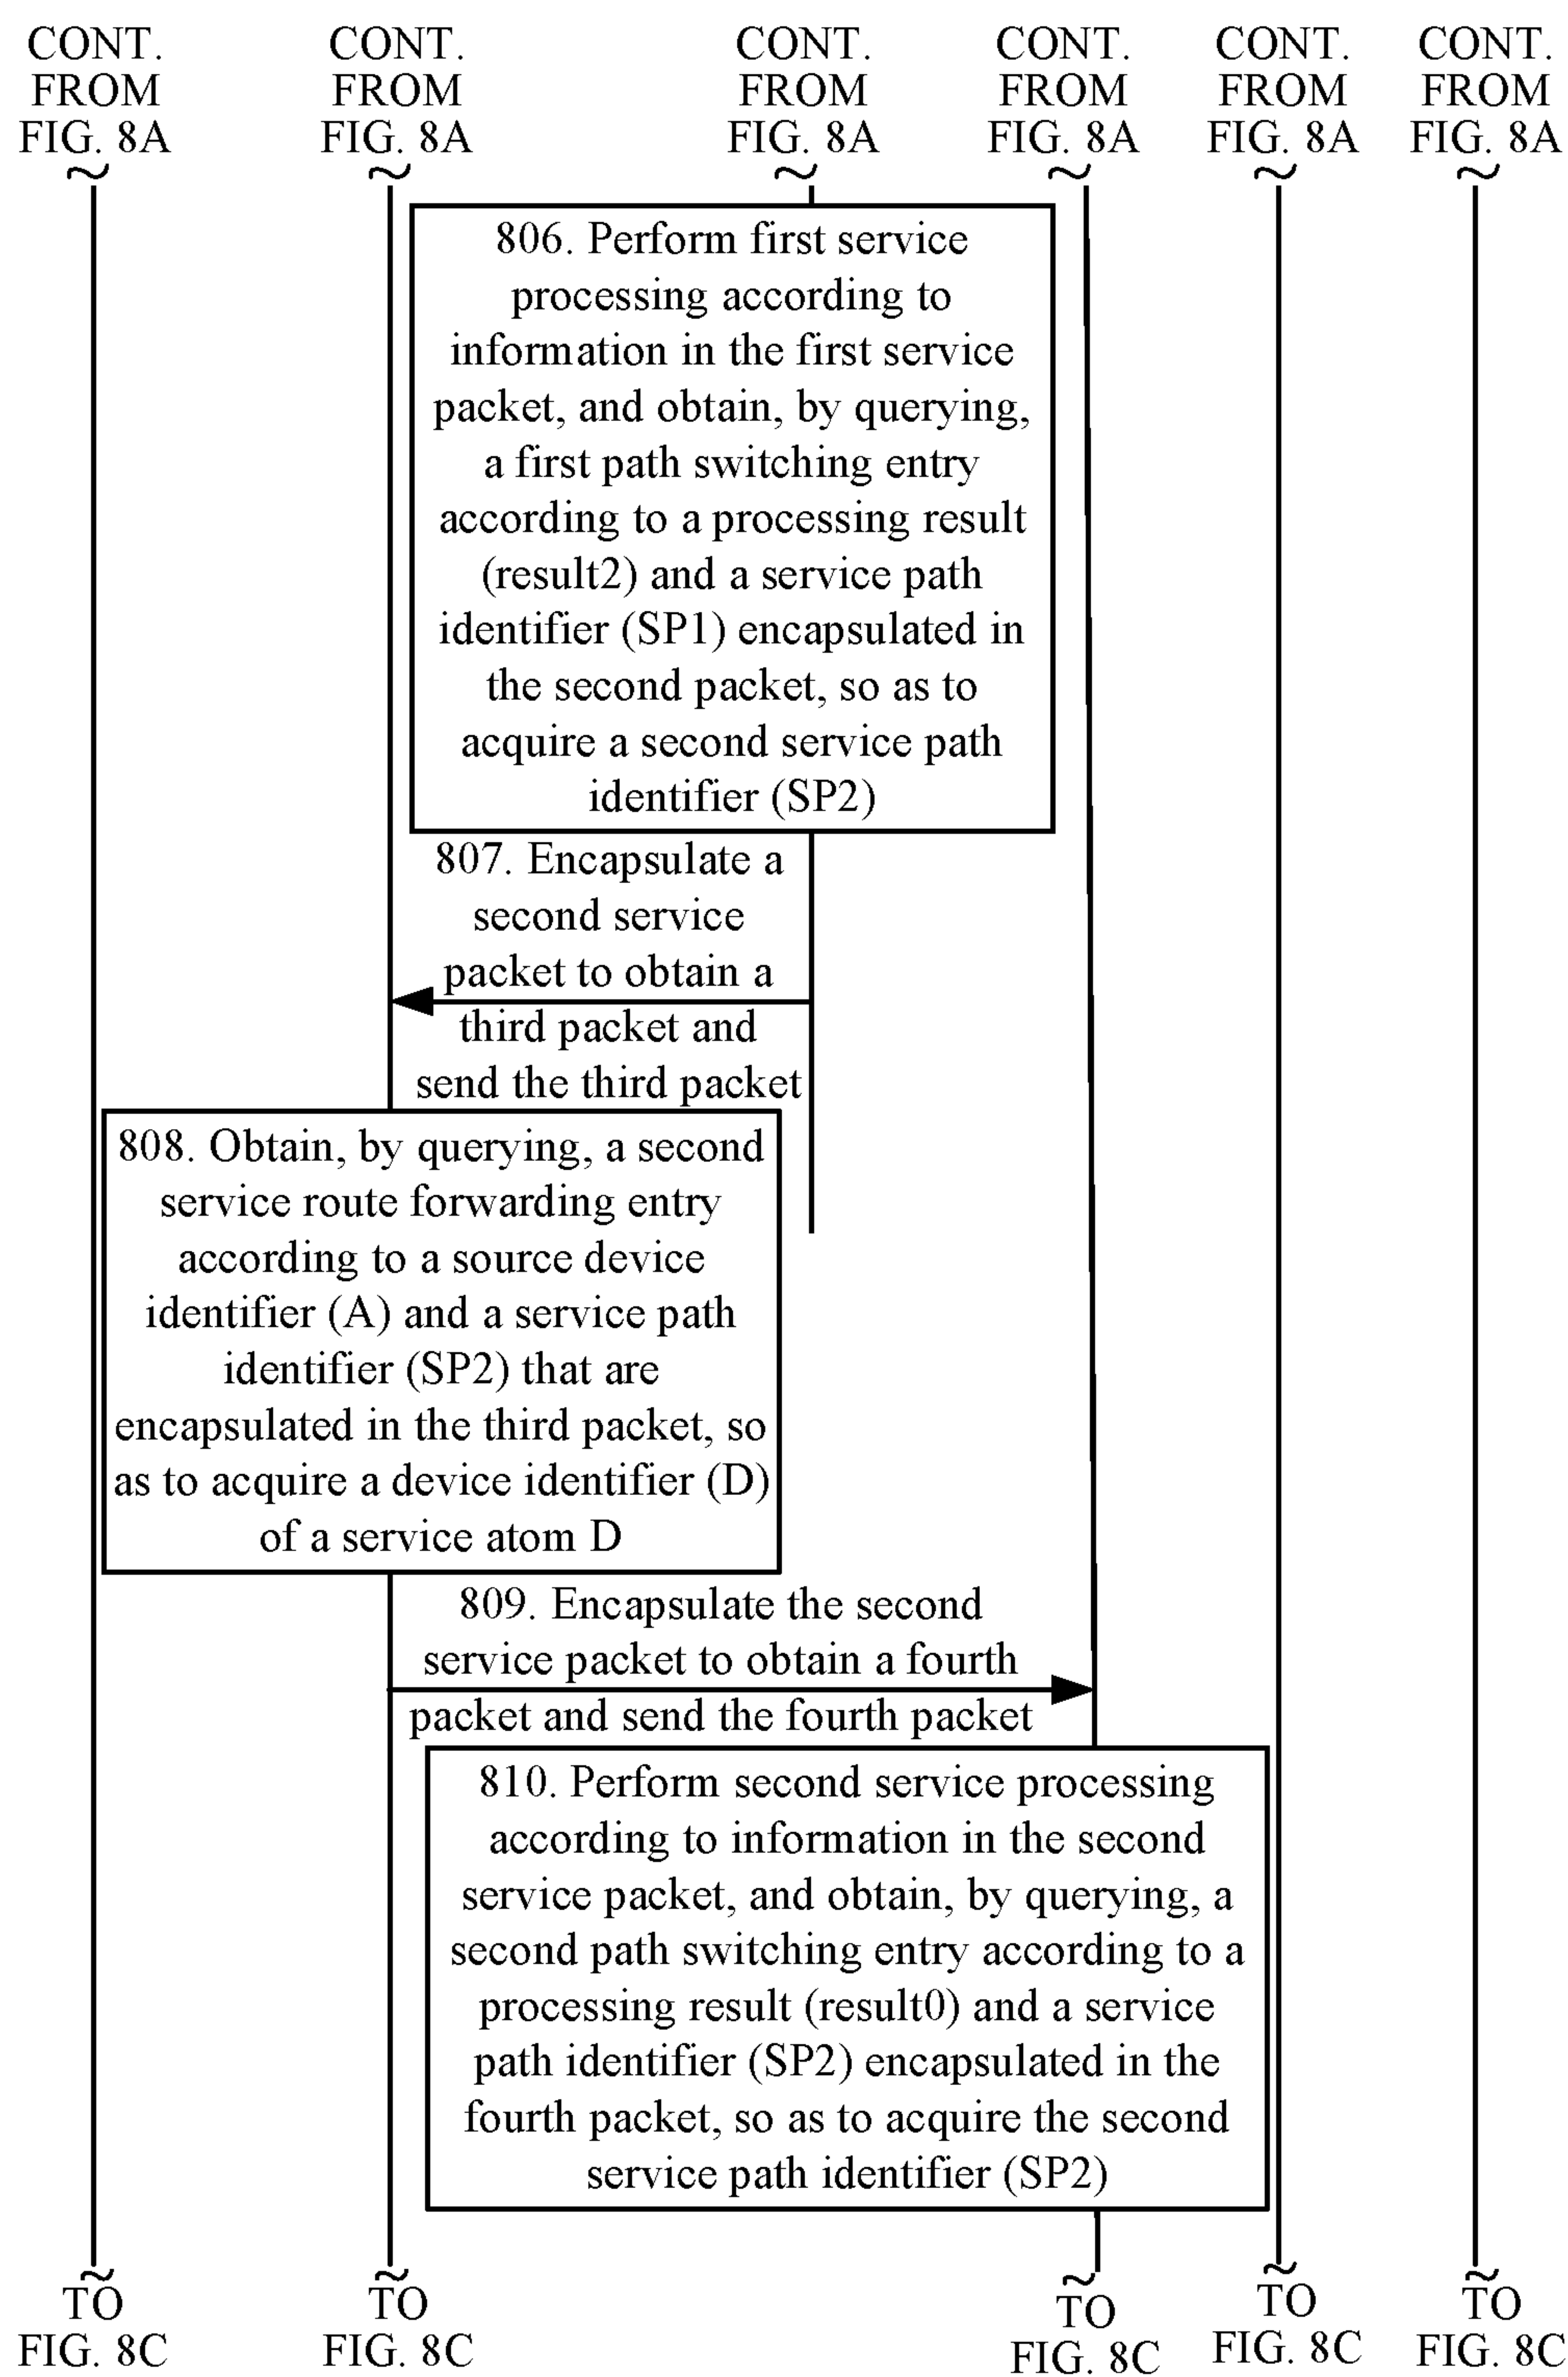 CONT.
FROM
FIG. 8A
CONT.
FROM
FIG. 8A
CONT.
FROM
FIG. 8A
CONT.
FROM
FIG. 8A
CONT.
FROM
FIG. 8A
CONT.
FROM
FIG. 8A
806. Perform first service
processing according to
information in the first service
packet, and obtain, by querying,
a first path switching entry
according to a processing result
(result2) and a service path
identifier (SP1) encapsulated in
the second packet, so as to
acquire a second service path
identifier (SP2)
807. Encapsulate a
second service
packet to obtain a
third packet and
send the third packet
808. Obtain, by querying, a second
service route forwarding entry
according to a source device
identifier (A) and a service path
identifier (SP2) that are
encapsulated in the third packet, so
as to acquire a device identifier (D)
of a service atom D
809. Encapsulate the second
service packet to obtain a fourth
packet and send the fourth packet
810. Perform second service processing
according to information in the second
service packet, and obtain, by querying, a
second path switching entry according to a
processing result (result0) and a service
path identifier (SP2) encapsulated in the
fourth packet, so as to acquire the second
service path identifier (SP2)
TO
FIG. 8C
TO
FIG. 8C
TO
FIG. 8C
TO
FIG. 8C
TO
FIG. 8C